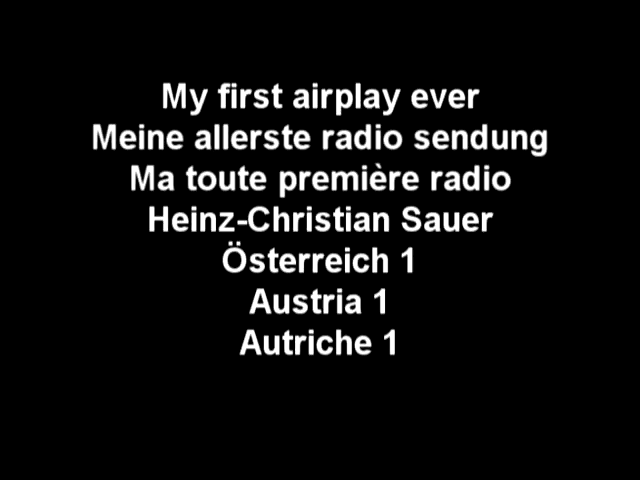 My first airplay ever
Meine allerste radio sendung
Ma toute première radio
Heinz-Christian Sauer
Österreich 1
Austria 1
Autriche 1